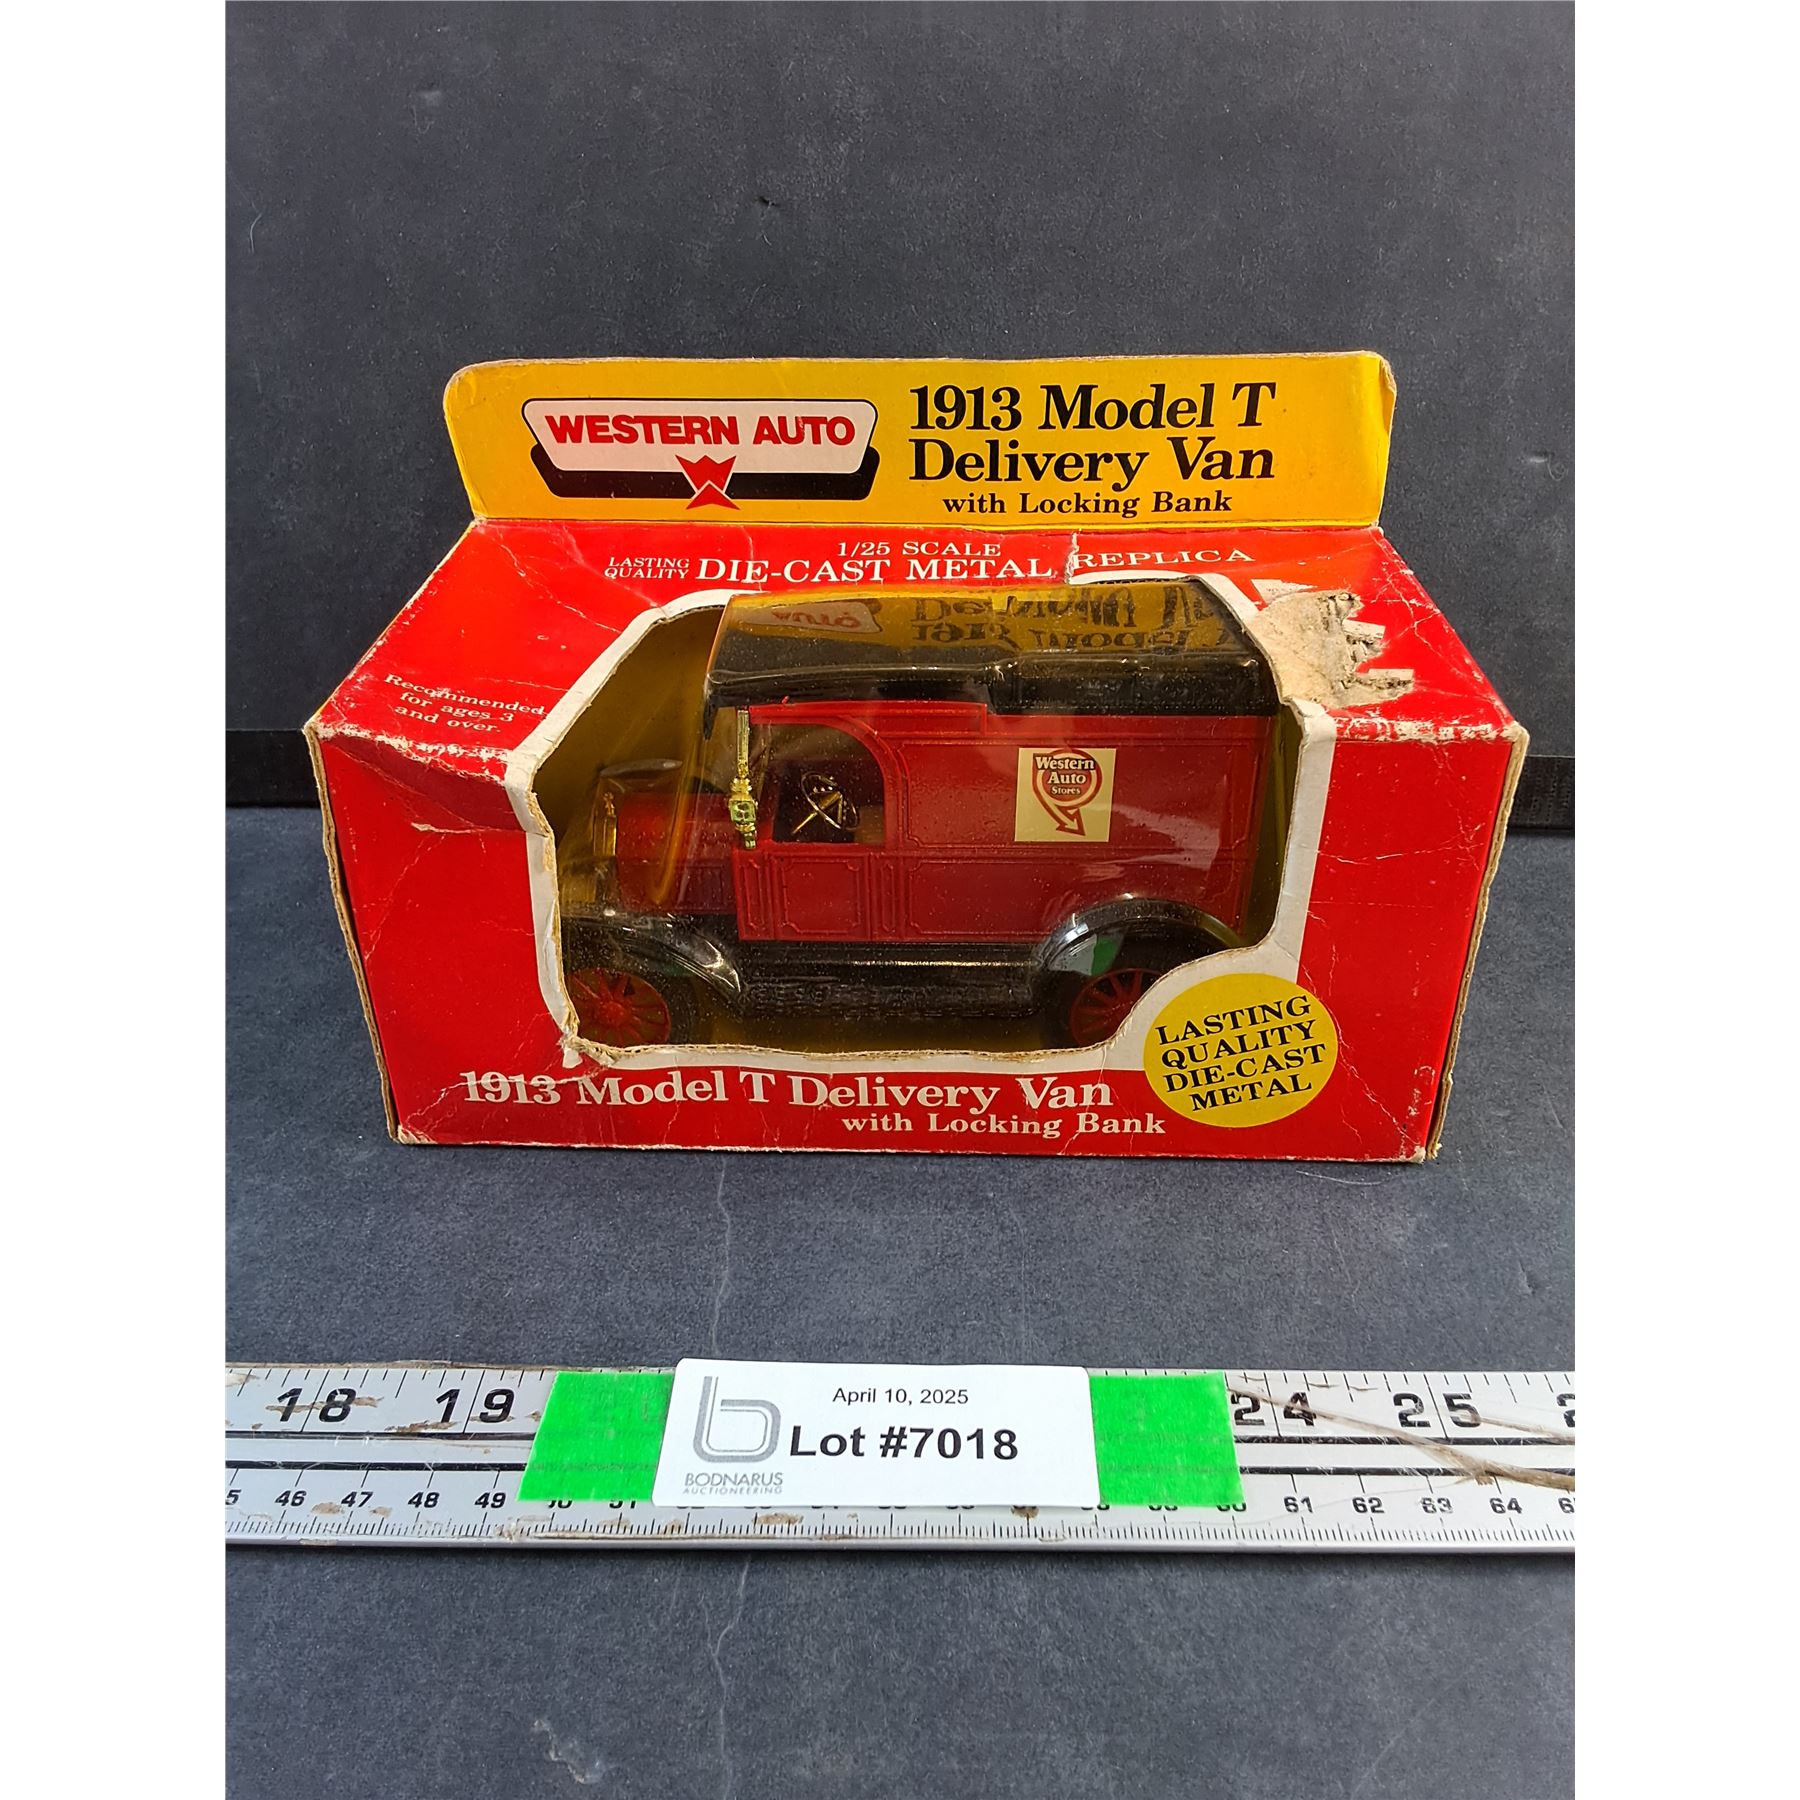 WESTERN AUTO
1913 Model T
Delivery Van
with Locking Bank
1/25 SCALE
LASTING QUALITY DIE-CAST METAL REPLICA
Recommended
for ages 3
and over.
Western
Auto
Stores
LASTING
QUALITY
DIE-CAST
METAL
1913 Model T Delivery Van
with Locking Bank
18 19 24 25
April 10, 2025
Lot #7018
BODNARUS
AUCTIONEERING
46 47 48 49 61 62 63 64